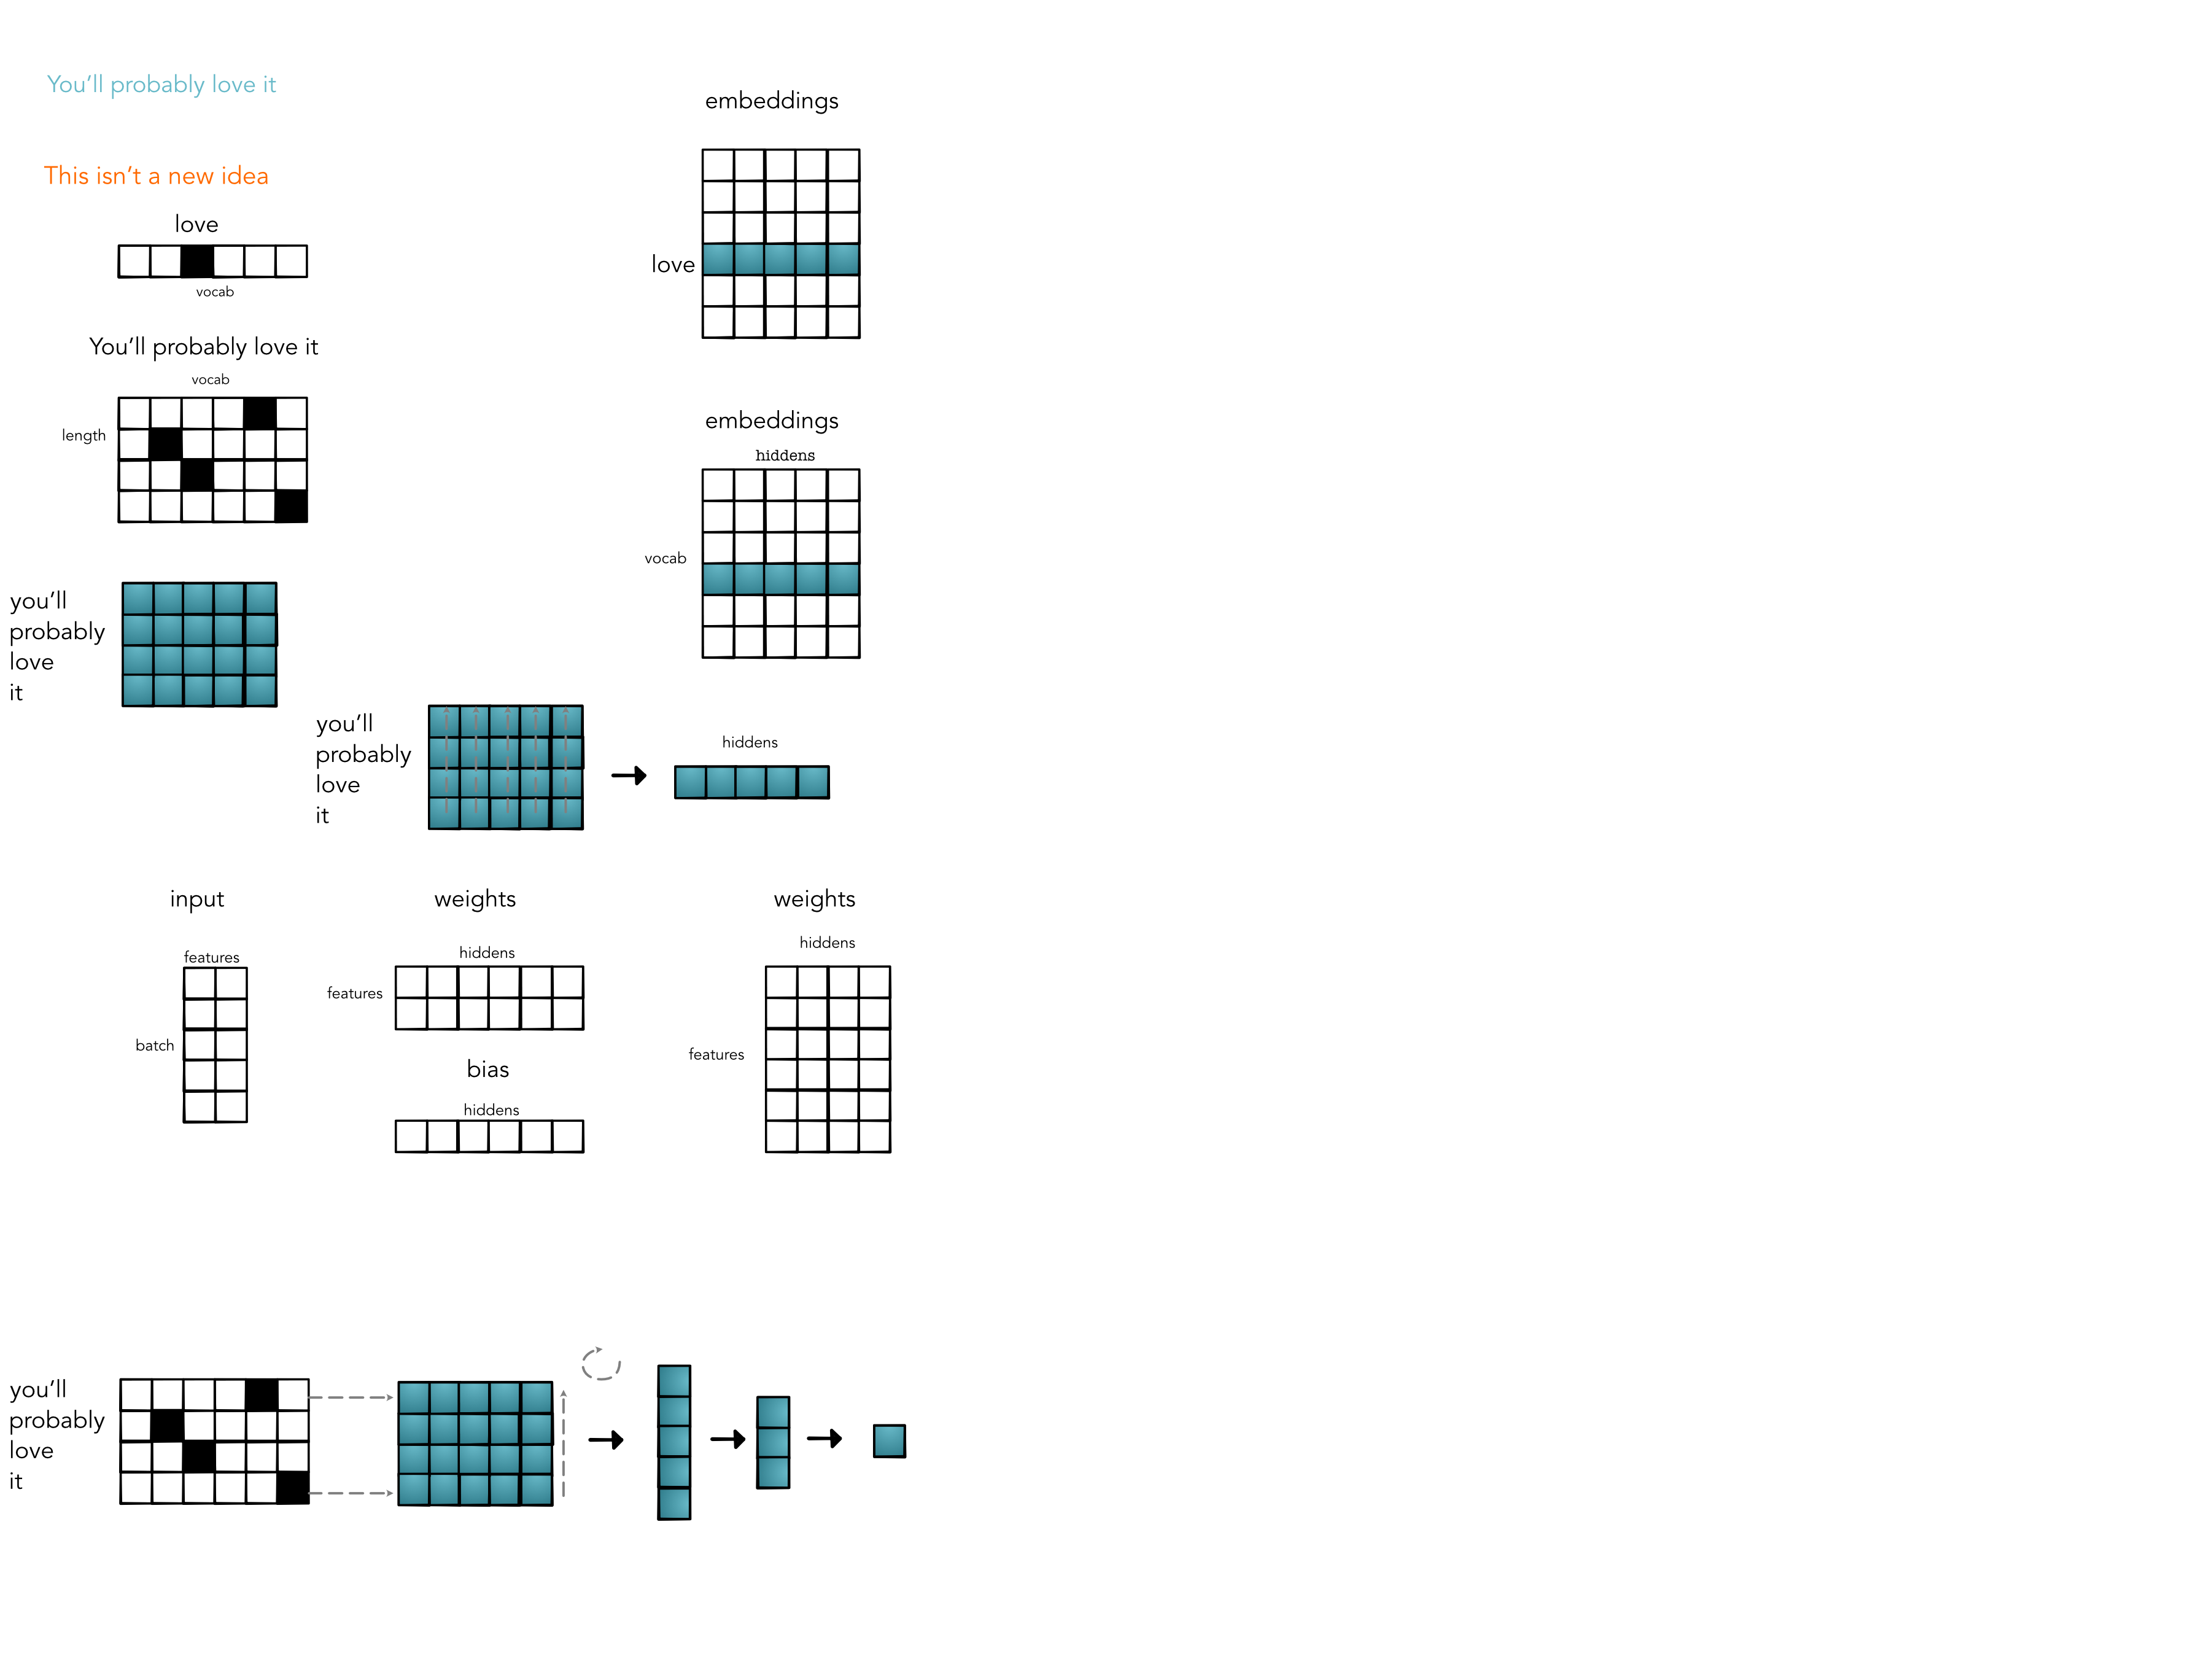 You’ll probably love it
embeddings
This isn’t a new idea
love
love
vocab
You’ll probably love it
vocab
length
embeddings
hiddens
vocab
you’ll
probably
love
it
you’ll
probably
love
it
hiddens
input
weights
weights
features
hiddens
hiddens
features
batch
features
bias
hiddens
you’ll
probably
love
it